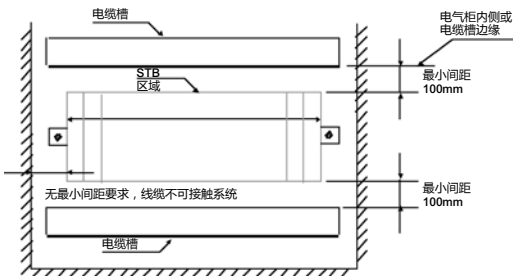 电缆槽
电气柜内侧或
电缆槽边缘
STB
区域
最小间距
100mm
无最小间距要求，线缆不可接触系统
最小间距
100mm
电缆槽